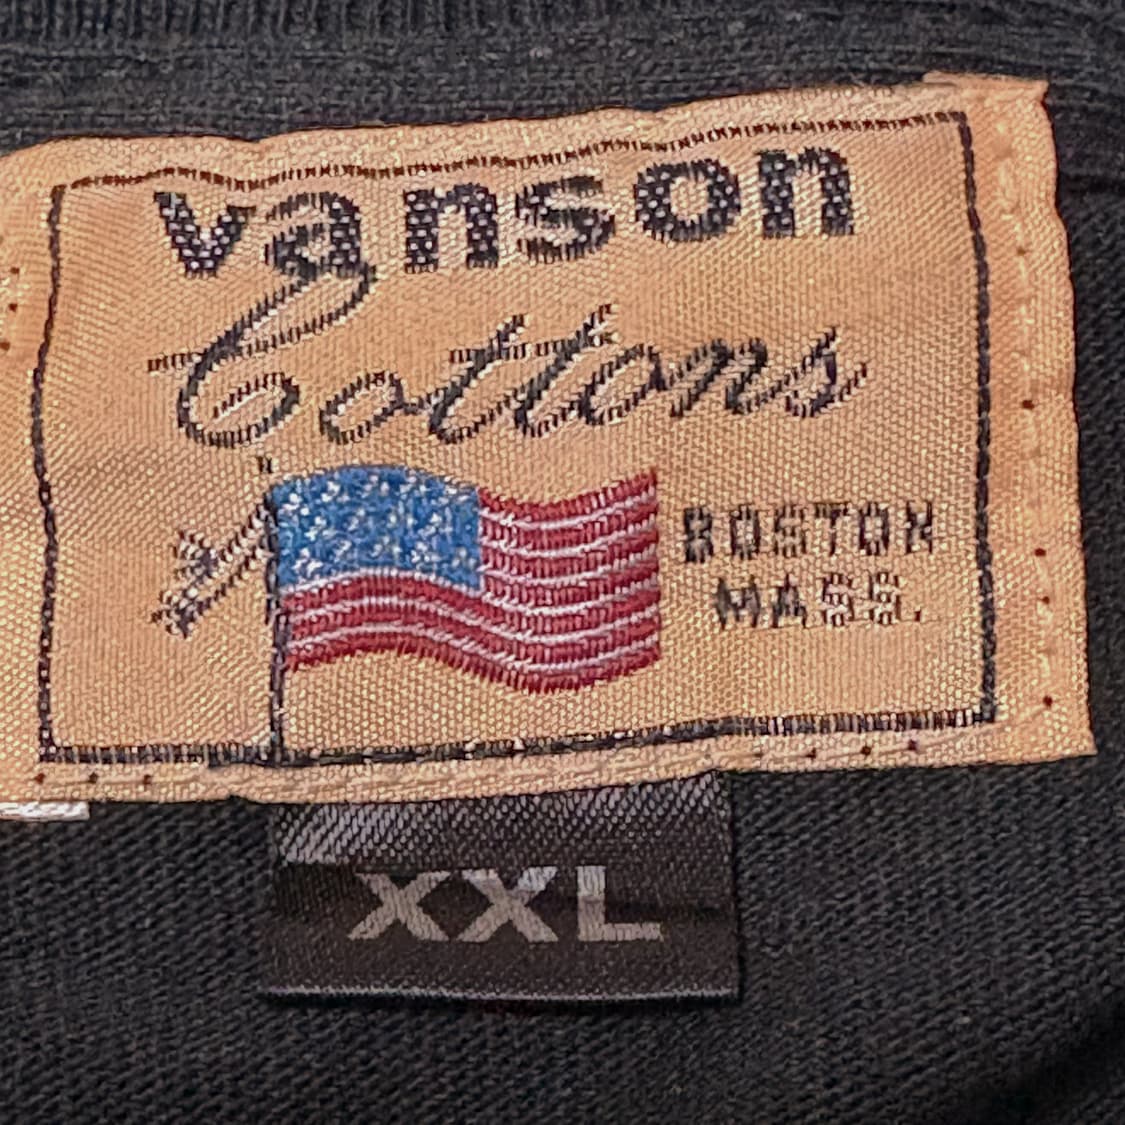 vanson
Cottons
BOSTON
MASS.
XXL